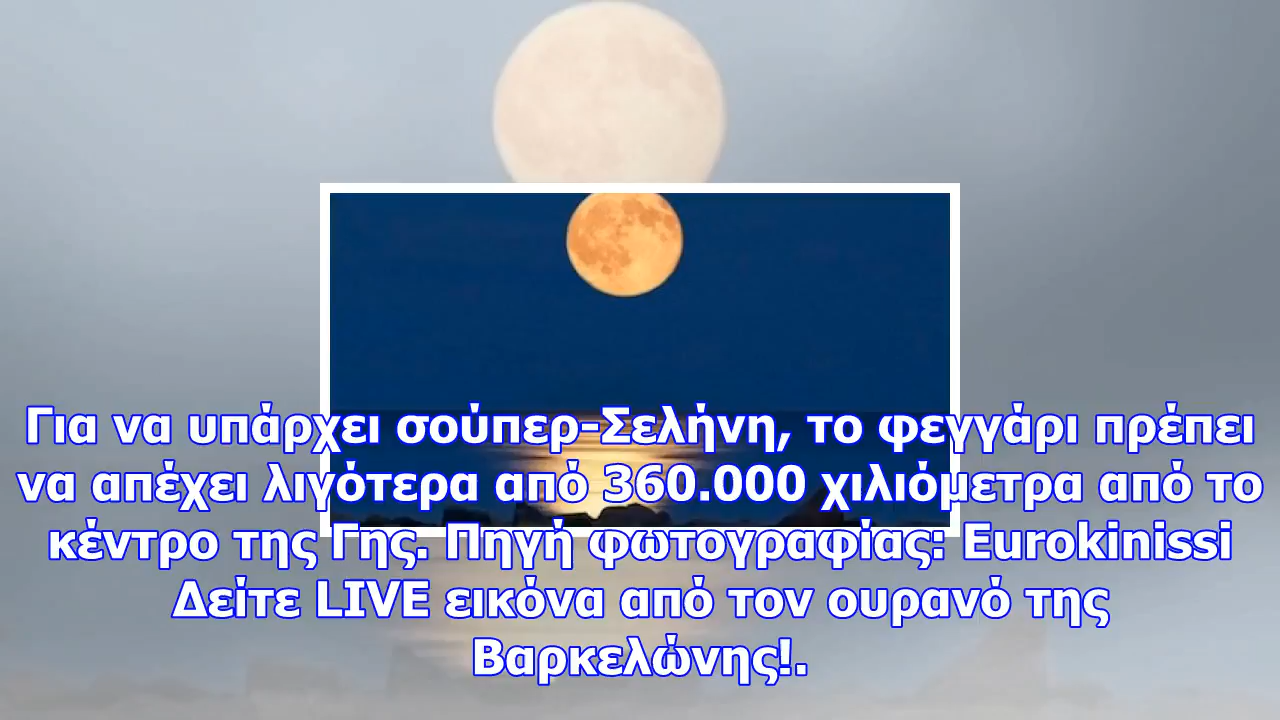 Για να υπάρχει σούπερ-Σελήνη, το φεγγάρι πρέπει
να απέχει λιγότερα από 360.000 χιλιόμετρα από το
κέντρο της Γης. Πηγή φωτογραφίας: Eurokinissi
Δείτε LIVE εικόνα από τον ουρανό της
Βαρκελώνης!.